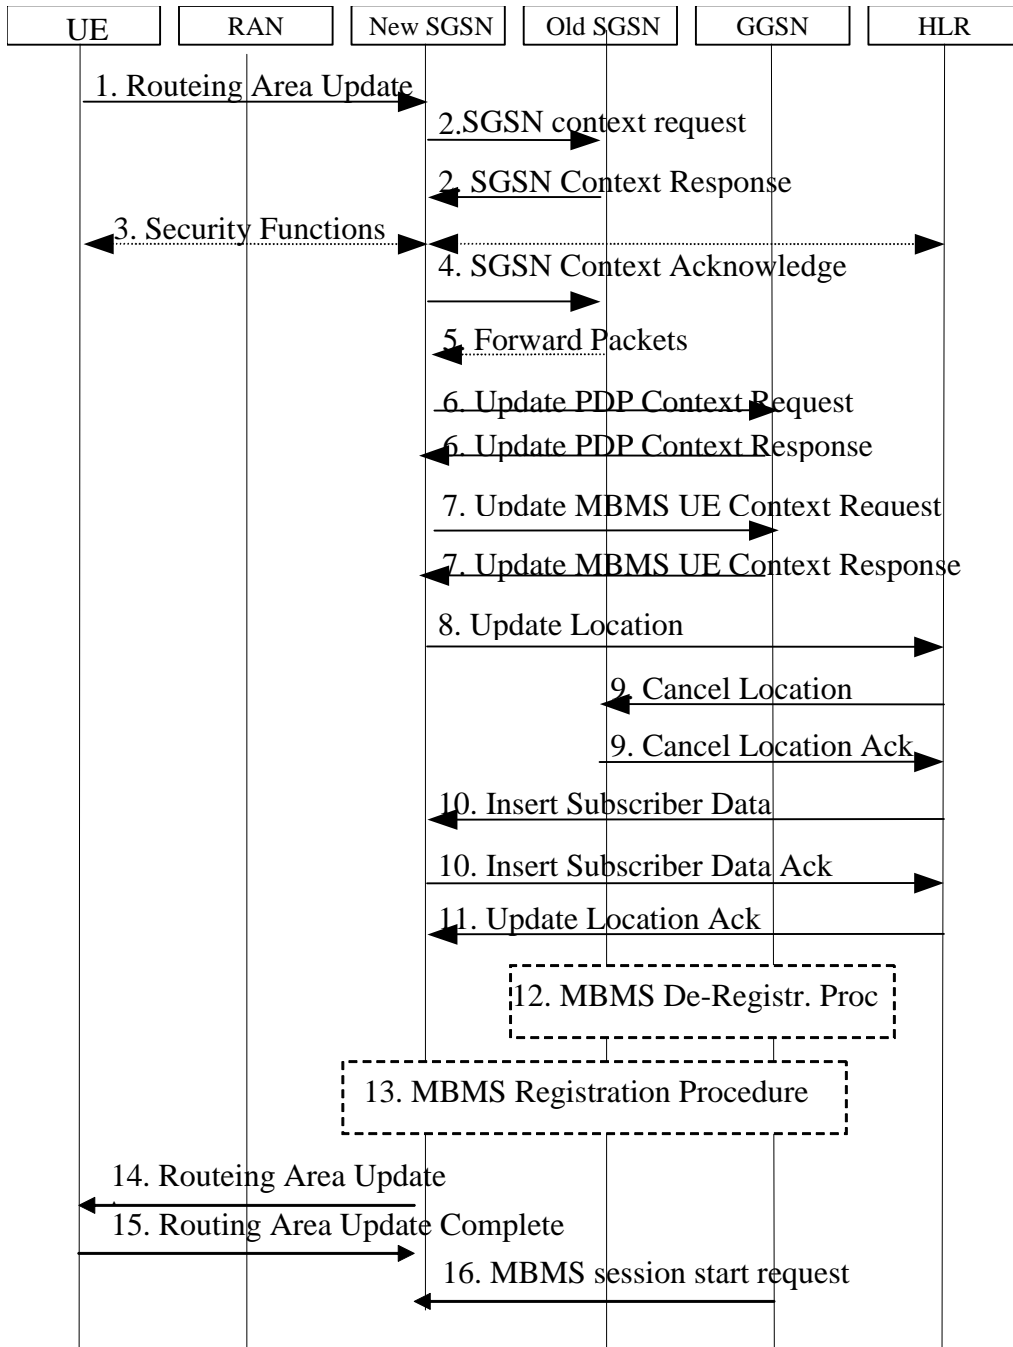 UE RAN New SGSN Old SGSN GGSN HLR
1. Routeing Area Update
2.SGSN context request
2. SGSN Context Response
3. Security Functions
4. SGSN Context Acknowledge
5. Forward Packets
6. Update PDP Context Request
6. Update PDP Context Response
7. Update MBMS UE Context Request
7. Update MBMS UE Context Response
8. Update Location
9. Cancel Location
9. Cancel Location Ack
10. Insert Subscriber Data
10. Insert Subscriber Data Ack
11. Update Location Ack
12. MBMS De-Registr. Proc
13. MBMS Registration Procedure
14. Routeing Area Update
15. Routing Area Update Complete
16. MBMS session start request